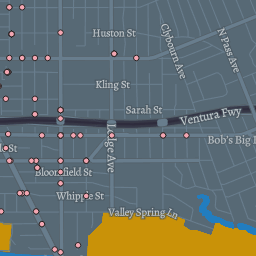 Huston St
Clybourn Ave
N Pass Ave
Kling St
Sarah St
Ventura Fwy
Bob's Big
St
Ave
Bloomfield St
Whipple St
Valley Spring Ln